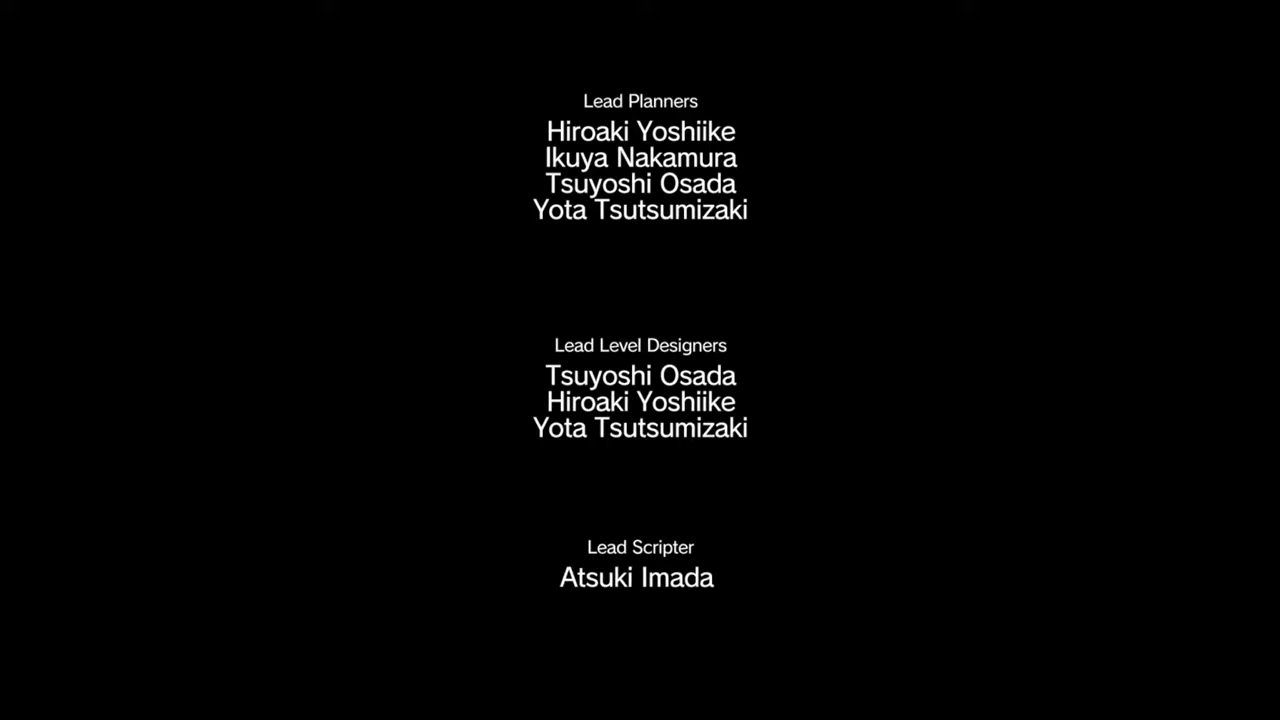 Lead Planners
Hiroaki Yoshiike
Ikuya Nakamura
Tsuyoshi Osada
Yota Tsutsumizaki
Lead Level Designers
Tsuyoshi Osada
Hiroaki Yoshiike
Yota Tsutsumizaki
Lead Scripter
Atsuki Imada